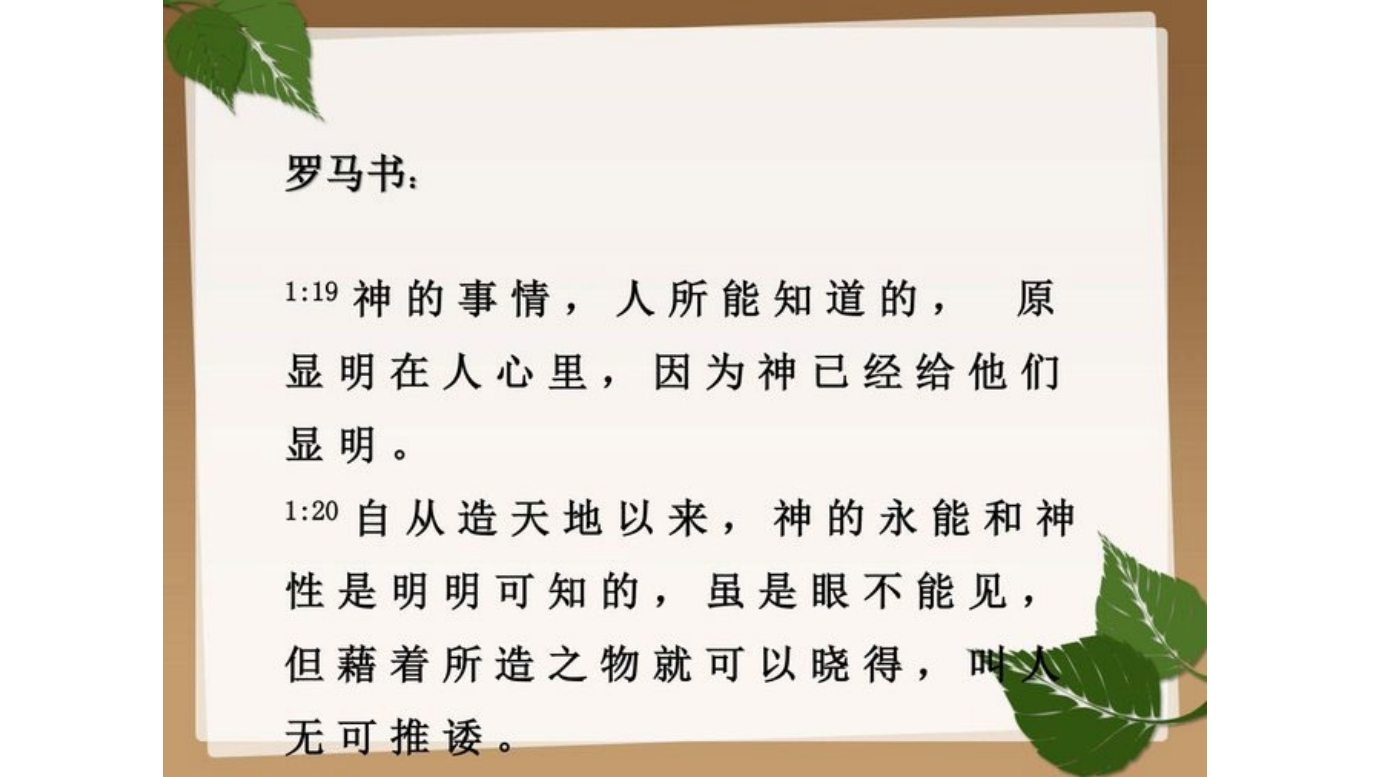 罗马书：
1:19 神的事情，人所能知道的， 原
显明在人心里，因为神已经给他们
显明。
1:20 自从造天地以来，神的永能和神
性是明明可知的，虽是眼不能见，
但藉着所造之物就可以晓得，叫人
无可推诿。